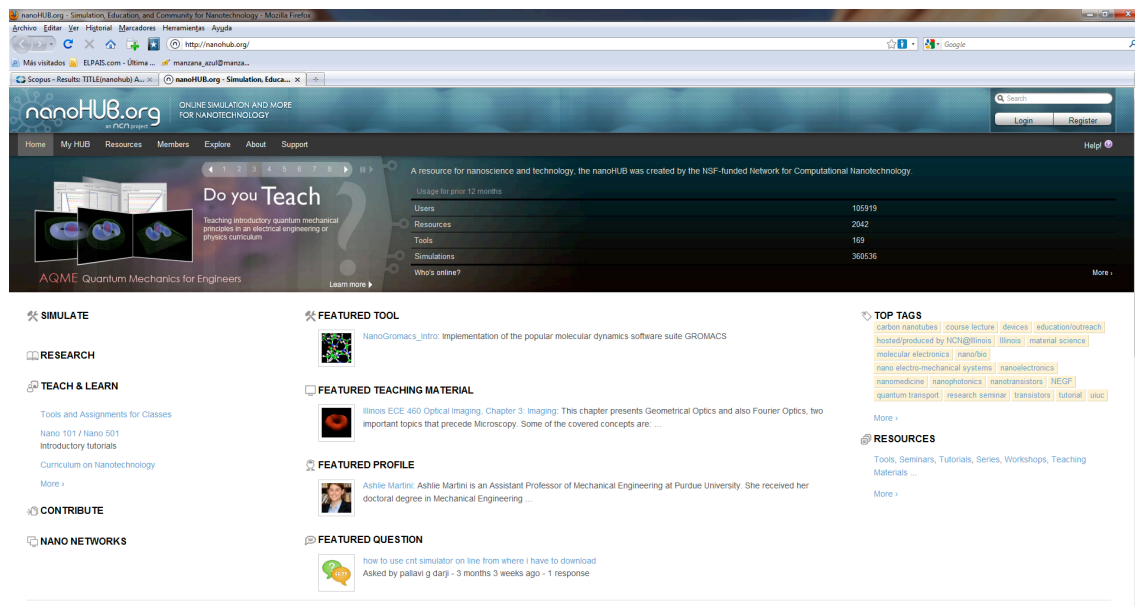 nanoHUB.org - Simulation, Education, and Community for Nanotechnology - Mozilla Firefox
Archivo Editar Ver Historial Marcadores Herramientas Ayuda
http://nanohub.org/
Google
Más visitados ELPAIS.com - Última ... manzana_azul@manza...
Scopus - Results: TITLE(nanohub) A... nanoHUB.org - Simulation, Educa...
nanoHUB.org
an ncn project
ONLINE SIMULATION AND MORE
FOR NANOTECHNOLOGY
Search
Login Register
Home My HUB Resources Members Explore About Support
Help!
1 2 3 4 5 6 7 8
Do you Teach
Teaching introductory quantum mechanical
principles in an electrical engineering or
physics curriculum
?
AQME Quantum Mechanics for Engineers
Learn more
A resource for nanoscience and technology, the nanoHUB was created by the NSF-funded Network for Computational Nanotechnology.
Usage for prior 12 months
Users 105919
Resources 2042
Tools 169
Simulations 360536
Who's online? More ›
SIMULATE
RESEARCH
TEACH & LEARN
Tools and Assignments for Classes
Nano 101 / Nano 501
Introductory tutorials
Curriculum on Nanotechnology
More ›
CONTRIBUTE
NANO NETWORKS
FEATURED TOOL
NanoGromacs_Intro: Implementation of the popular molecular dynamics software suite GROMACS
FEATURED TEACHING MATERIAL
Illinois ECE 460 Optical Imaging, Chapter 3: Imaging: This chapter presents Geometrical Optics and also Fourier Optics, two
important topics that precede Microscopy. Some of the covered concepts are: ...
FEATURED PROFILE
Ashlie Martini: Ashlie Martini is an Assistant Professor of Mechanical Engineering at Purdue University. She received her
doctoral degree in Mechanical Engineering ...
FEATURED QUESTION
how to use cnt simulator on line from where i have to download
Asked by pallavi g darji - 3 months 3 weeks ago - 1 response
TOP TAGS
carbon nanotubes course lecture devices education/outreach
hosted/produced by NCN@Illinois Illinois material science
molecular electronics nano/bio
nano electro-mechanical systems nanoelectronics
nanomedicine nanophotonics nanotransistors NEGF
quantum transport research seminar transistors tutorial uiuc
More ›
RESOURCES
Tools, Seminars, Tutorials, Series, Workshops, Teaching
Materials ...
More ›